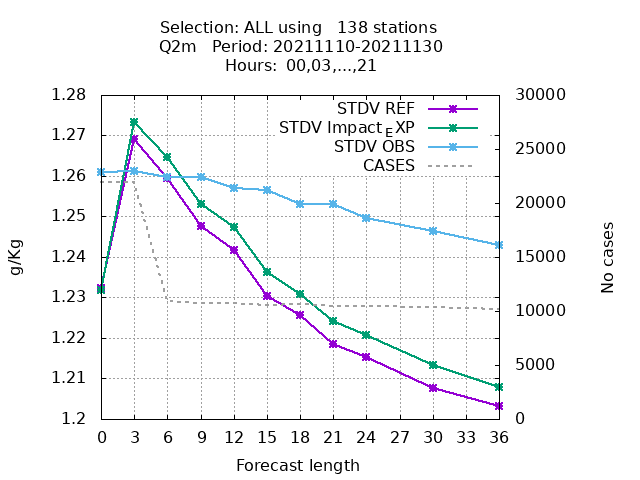 Selection: ALL using   138 stations
Q2m   Period: 20211110-20211130
Hours:  00,03,...,21
1.28
1.27
1.26
1.25
1.24
1.23
1.22
1.21
1.2
g/Kg
STDV REF
STDV Impact_EXP
STDV OBS
CASES
30000
25000
20000
15000
10000
5000
0
No cases
0 3 6 9 12 15 18 21 24 27 30 33 36
Forecast length